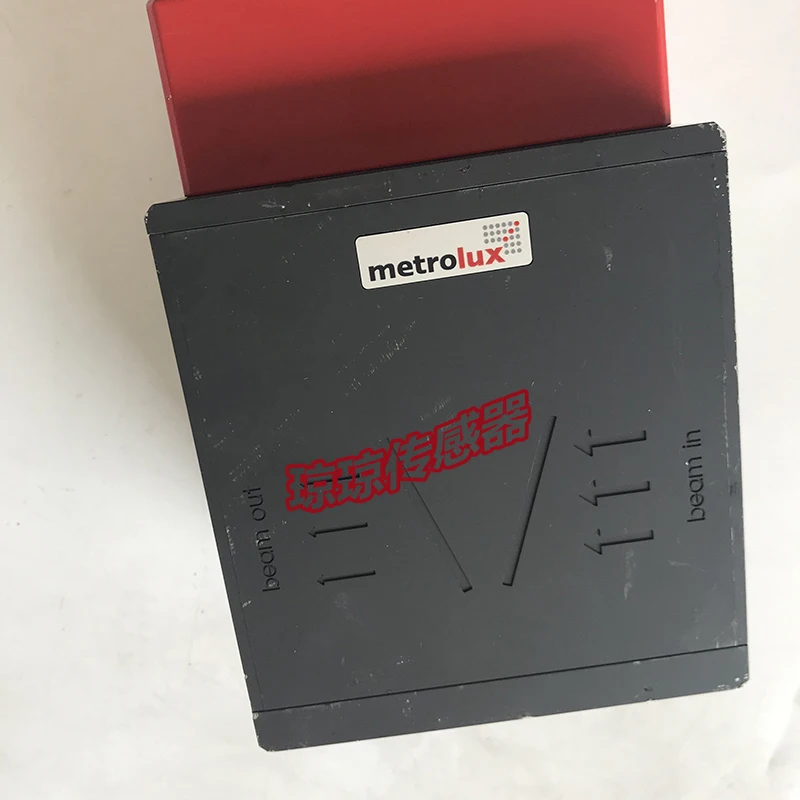 metrolux
琼琼传感器
beam out
beam in